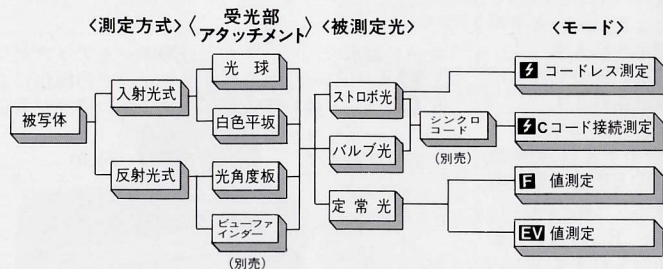 〈測定方式〉
〈受光部
アタッチメント〉
〈被測定光〉
〈モード〉
被写体
入射光式
反射光式
光球
白色平坂
光角度板
ビューファ
インダー
(別売)
ストロボ光
バルブ光
定常光
シンクロ
コード
(別売)
コードレス測定
Cコード接続測定
F 値測定
EV 値測定